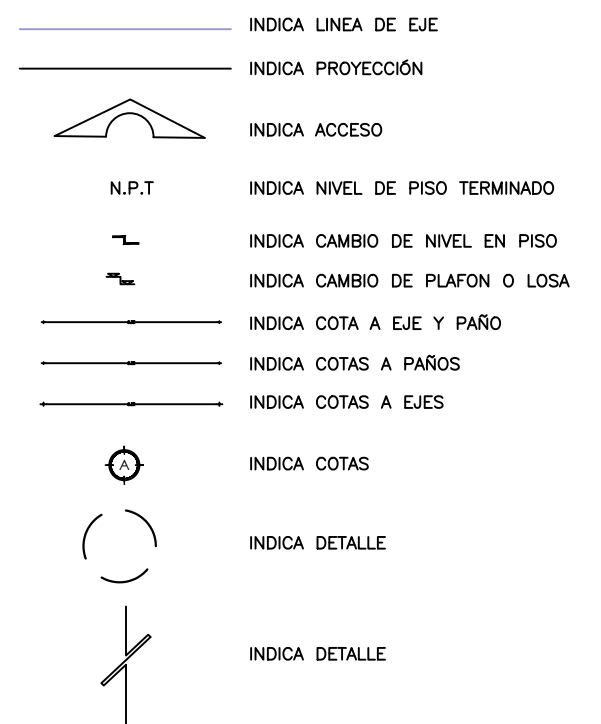 INDICA LINEA DE EJE
INDICA PROYECCIÓN
INDICA ACCESO
N.P.T INDICA NIVEL DE PISO TERMINADO
INDICA CAMBIO DE NIVEL EN PISO
INDICA CAMBIO DE PLAFON O LOSA
INDICA COTA A EJE Y PAÑO
INDICA COTAS A PAÑOS
INDICA COTAS A EJES
A INDICA COTAS
INDICA DETALLE
INDICA DETALLE